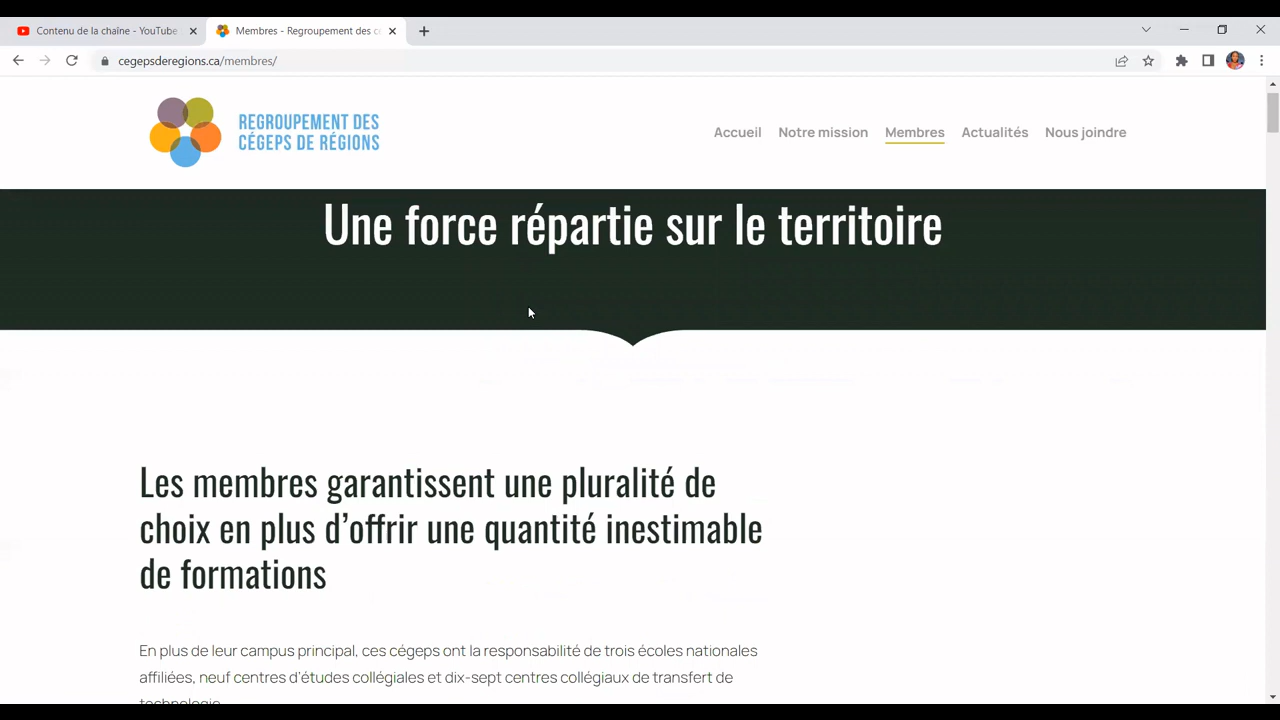 Contenu de la chaîne - YouTube
Membres - Regroupement des c
cegepsderegions.ca/membres/
REGROUPEMENT DES
CÉGEPS DE RÉGIONS
Accueil Notre mission Membres Actualités Nous joindre
Une force répartie sur le territoire
Les membres garantissent une pluralité de
choix en plus d’offrir une quantité inestimable
de formations
En plus de leur campus principal, ces cégeps ont la responsabilité de trois écoles nationales
affiliées, neuf centres d’études collégiales et dix-sept centres collégiaux de transfert de
technologie